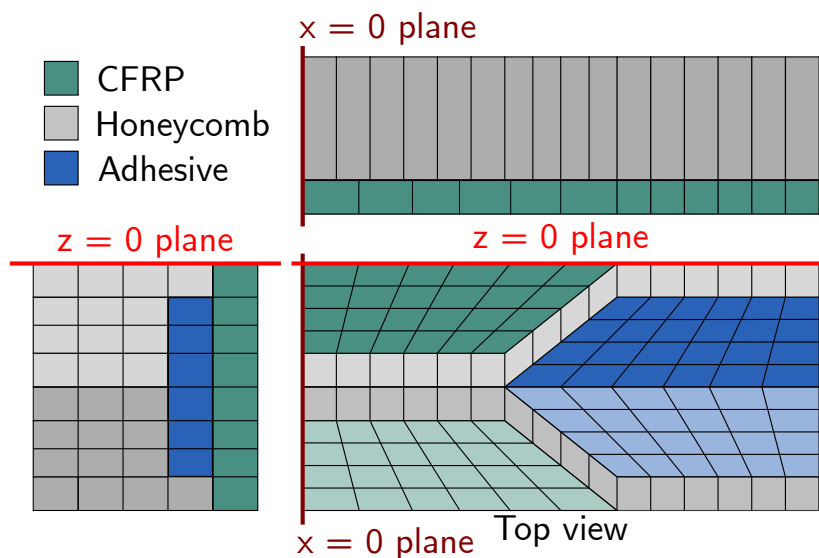 x = 0 plane
CFRP
Honeycomb
Adhesive
z = 0 plane
z = 0 plane
Top view
x = 0 plane